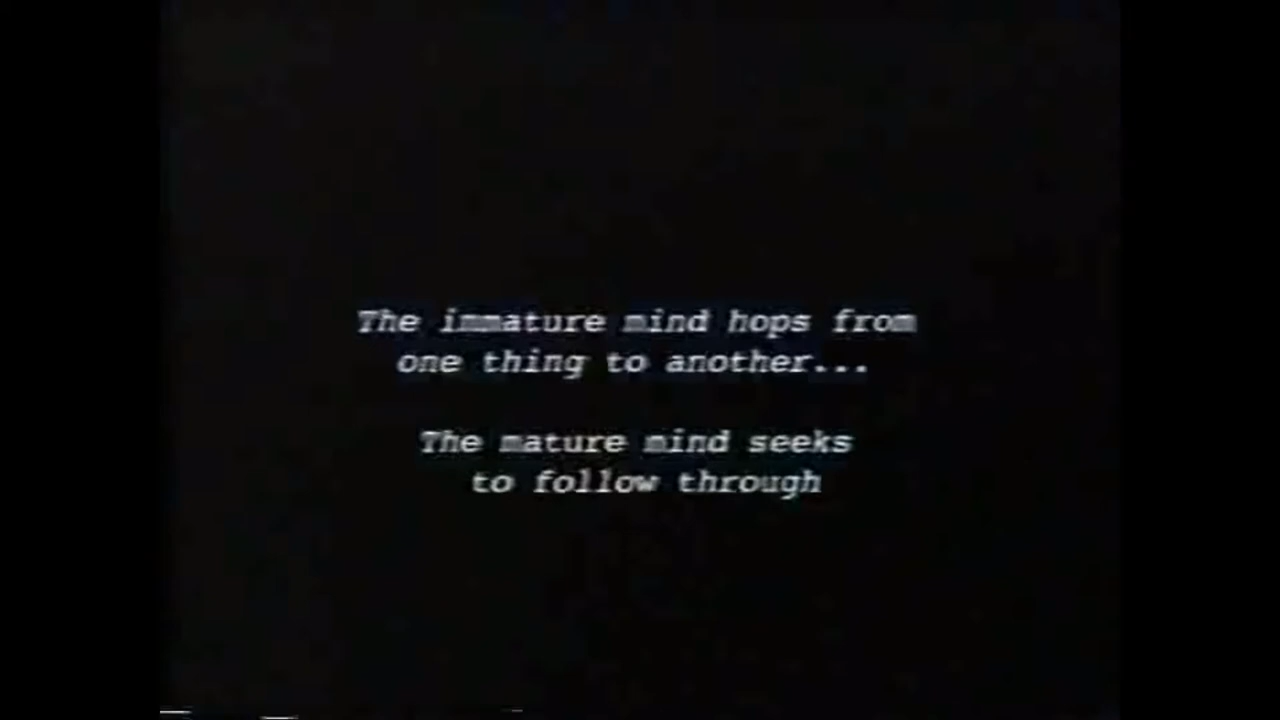 The immature mind hops from
one thing to another...
The mature mind seeks
to follow through